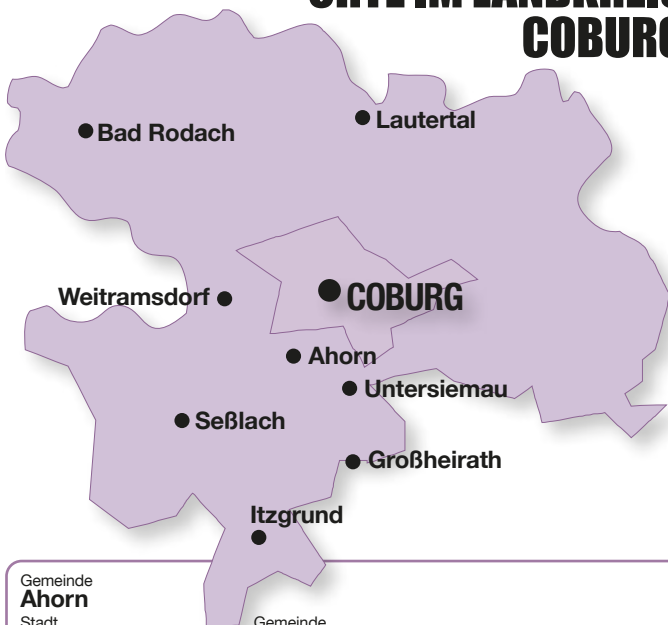 COBURG
Bad Rodach
Lautertal
Weitramsdorf
COBURG
Ahorn
Untersiemau
Seßlach
Großheirath
Itzgrund
Gemeinde
Ahorn
Stadt
Gemeinde